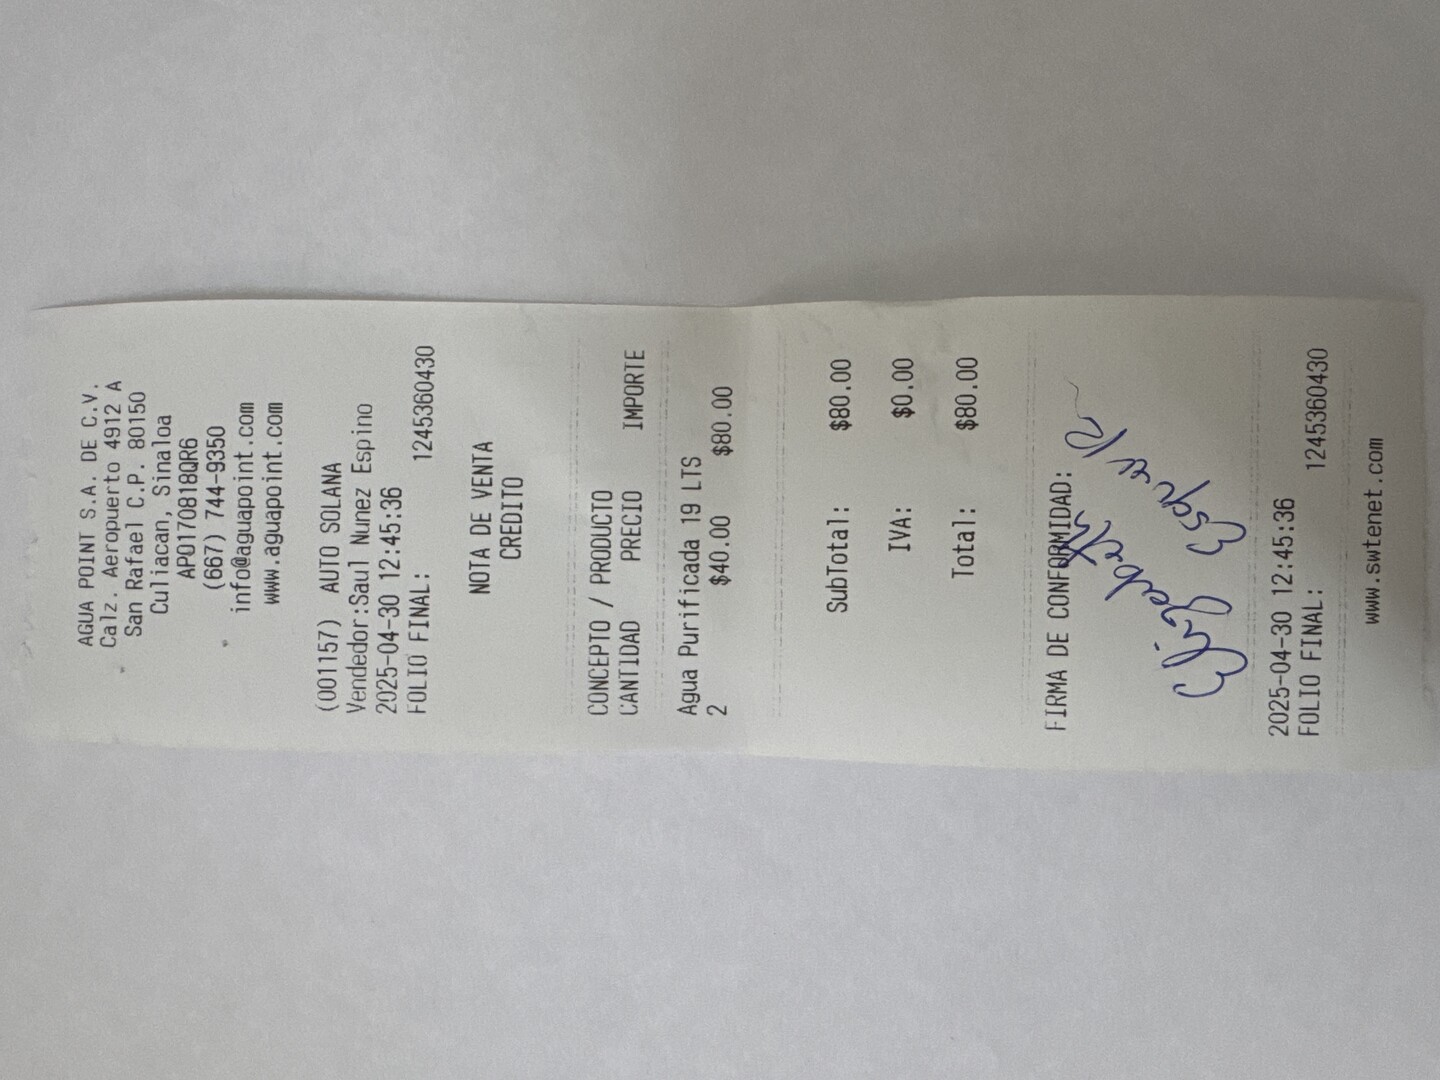 AGUA POINT S.A. DE C.V.
Calz. Aeropuerto 4912 A
San Rafael C.P. 80150
Culiacan, Sinaloa
APO170818QR6
(667) 744-9350
info@aguapoint.com
www.aguapoint.com
(001157) AUTO SOLANA
Vendedor:Saul Nunez Espino
2025-04-30 12:45:36
FOLIO FINAL: 1245360430
NOTA DE VENTA
CREDITO
CONCEPTO / PRODUCTO
CANTIDAD PRECIO IMPORTE
Agua Purificada 19 LTS
2 $40.00 $80.00
SubTotal: $80.00
IVA: $0.00
Total: $80.00
FIRMA DE CONFORMIDAD:
2025-04-30 12:45:36
FOLIO FINAL: 1245360430
www.swtenet.com